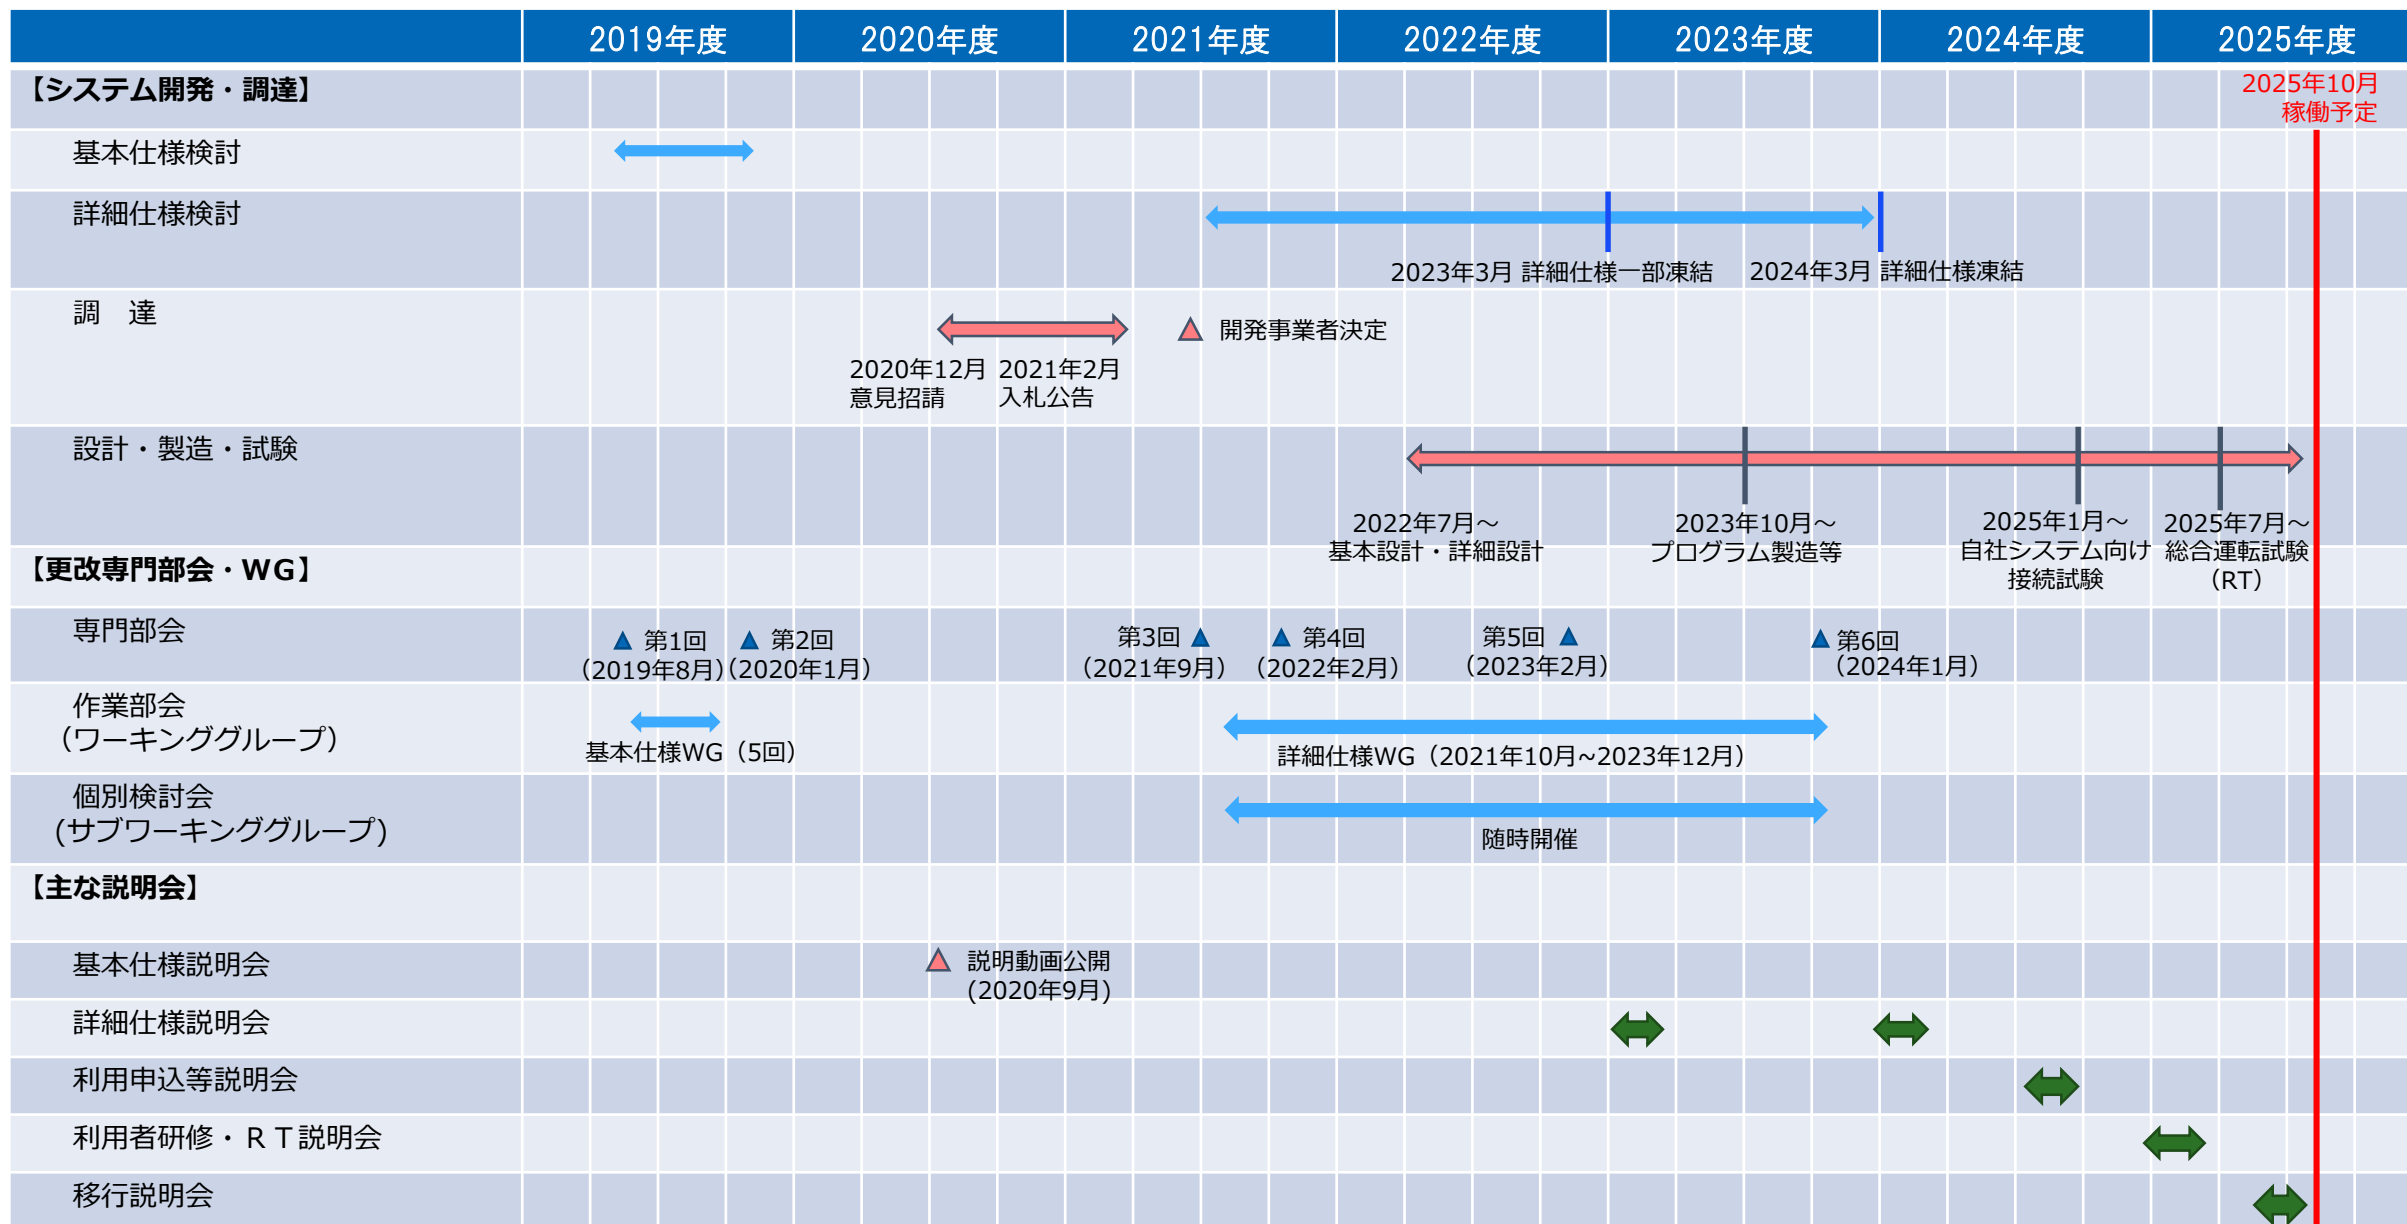 2019年度 2020年度 2021年度 2022年度 2023年度 2024年度 2025年度
【システム開発・調達】
2025年10月
稼働予定
基本仕様検討
詳細仕様検討
2023年3月 詳細仕様一部凍結 2024年3月 詳細仕様凍結
調　達
開発事業者決定
2020年12月 2021年2月
意見招請 入札公告
設計・製造・試験
2022年7月～ 2023年10月～ 2025年1月～ 2025年7月～
基本設計・詳細設計 プログラム製造等 自社システム向け 総合運転試験
接続試験 （RT）
【更改専門部会・WG】
専門部会
第1回 第2回 第3回 第4回 第5回 第6回
（2019年8月） （2020年1月） （2021年9月） （2022年2月） （2023年2月） （2024年1月）
作業部会
（ワーキンググループ）
基本仕様WG（5回） 詳細仕様WG（2021年10月~2023年12月）
個別検討会
(サブワーキンググループ)
随時開催
【主な説明会】
基本仕様説明会
説明動画公開
(2020年9月)
詳細仕様説明会
利用申込等説明会
利用者研修・ＲＴ説明会
移行説明会